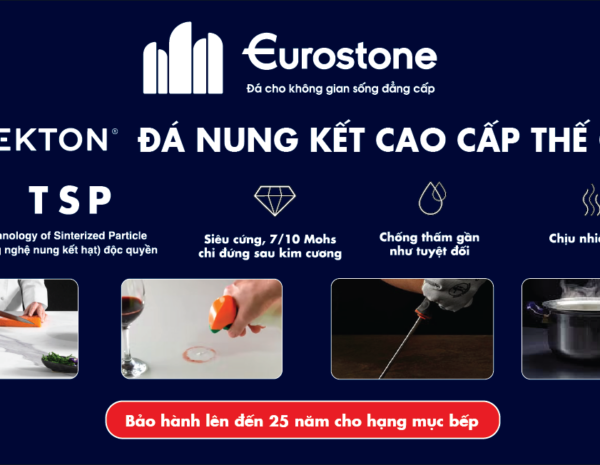 Eurostone
Đá cho không gian sống đẳng cấp
EKTON® ĐÁ NUNG KẾT CAO CẤP THẾ
TSP
nology of Sinterized Particle
nghệ nung kết hạt) độc quyền
Siêu cứng, 7/10 Mohs
chỉ đứng sau kim cương
Chống thấm gần
như tuyệt đối
Chịu nhi
Bảo hành lên đến 25 năm cho hạng mục bếp